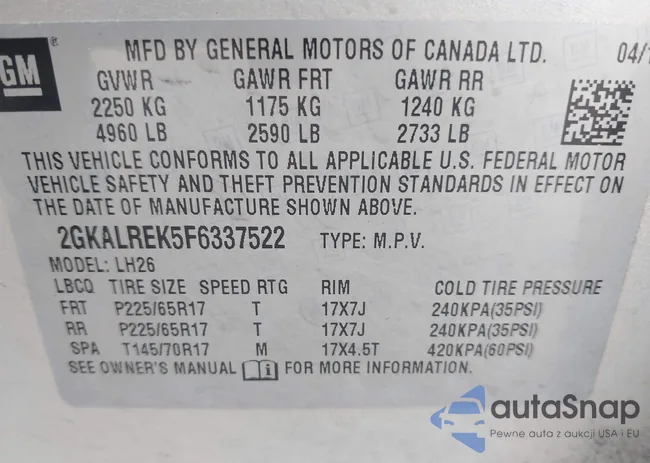 GM
MFD BY GENERAL MOTORS OF CANADA LTD. 04/1
GVWR GAWR FRT GAWR RR
2250 KG 1175 KG 1240 KG
4960 LB 2590 LB 2733 LB
THIS VEHICLE CONFORMS TO ALL APPLICABLE U.S. FEDERAL MOTOR
VEHICLE SAFETY AND THEFT PREVENTION STANDARDS IN EFFECT ON
THE DATE OF MANUFACTURE SHOWN ABOVE.
2GKALREK5F6337522 TYPE: M.P.V.
MODEL: LH26
LBCQ TIRE SIZE SPEED RTG RIM COLD TIRE PRESSURE
FRT P225/65R17 T 17X7J 240KPA(35PSI)
RR P225/65R17 T 17X7J 240KPA(35PSI)
SPA T145/70R17 M 17X4.5T 420KPA(60PSI)
SEE OWNER'S MANUAL i FOR MORE INFORMATION.
autaSnap
Pewne auta z aukcji USA i EU